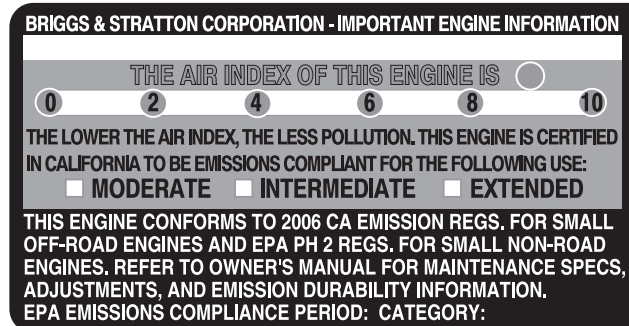 BRIGGS & STRATTON CORPORATION - IMPORTANT ENGINE INFORMATION
THE AIR INDEX OF THIS ENGINE IS
0 2 4 6 8 10
THE LOWER THE AIR INDEX, THE LESS POLLUTION. THIS ENGINE IS CERTIFIED
IN CALIFORNIA TO BE EMISSIONS COMPLIANT FOR THE FOLLOWING USE:
MODERATE INTERMEDIATE EXTENDED
THIS ENGINE CONFORMS TO 2006 CA EMISSION REGS. FOR SMALL
OFF-ROAD ENGINES AND EPA PH 2 REGS. FOR SMALL NON-ROAD
ENGINES. REFER TO OWNER'S MANUAL FOR MAINTENANCE SPECS,
ADJUSTMENTS, AND EMISSION DURABILITY INFORMATION.
EPA EMISSIONS COMPLIANCE PERIOD: CATEGORY: